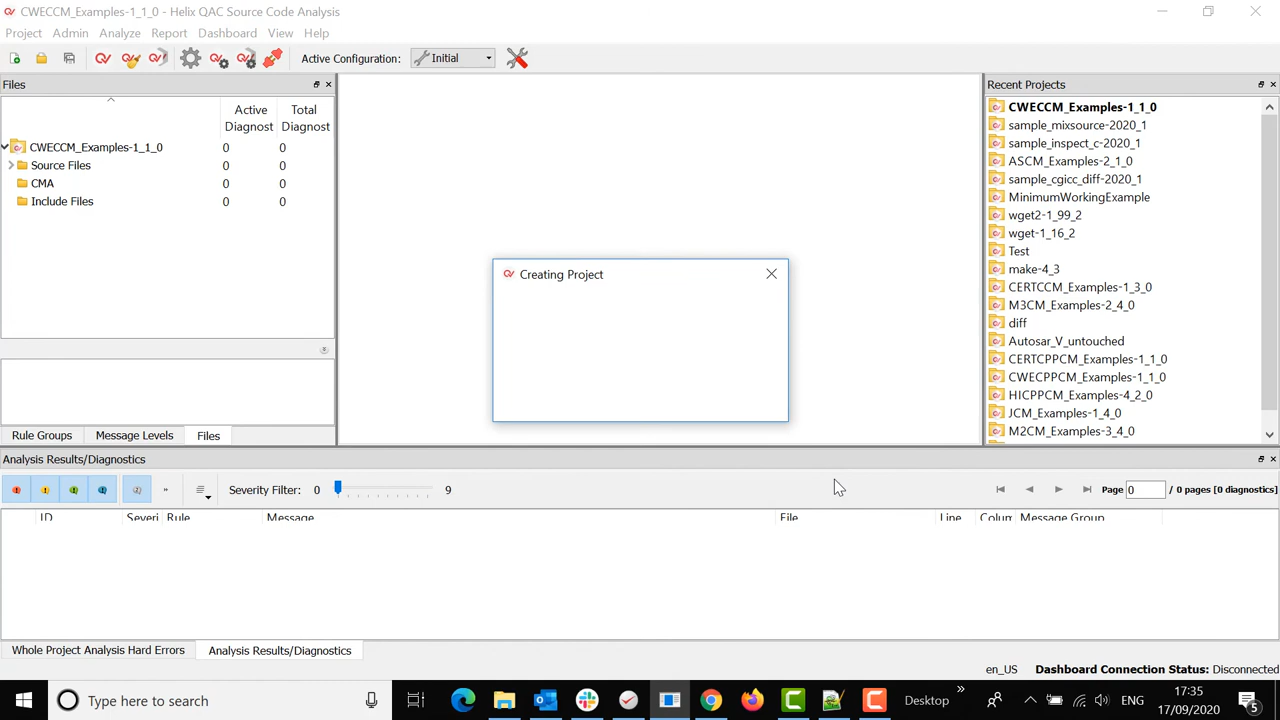 CWECCM_Examples-1_1_0 - Helix QAC Source Code Analysis
Project Admin Analyze Report Dashboard View Help
Active Configuration: Initial
Files
Active Diagnost
Total Diagnost
CWECCM_Examples-1_1_0 0 0
Source Files 0 0
CMA 0 0
Include Files 0 0
Rule Groups Message Levels Files
Creating Project
Recent Projects
CWECCM_Examples-1_1_0
sample_mixsource-2020_1
sample_inspect_c-2020_1
ASCM_Examples-2_1_0
sample_cgicc_diff-2020_1
MinimumWorkingExample
wget2-1_99_2
wget-1_16_2
Test
make-4_3
CERTCCM_Examples-1_3_0
M3CM_Examples-2_4_0
diff
Autosar_V_untouched
CERTCPPCM_Examples-1_1_0
CWECPPCM_Examples-1_1_0
HICPPCM_Examples-4_2_0
JCM_Examples-1_4_0
M2CM_Examples-3_4_0
Analysis Results/Diagnostics
Severity Filter: 0 9 Page 0 / 0 pages [0 diagnostics]
ID Severi Rule Message File Line Colum Message Group
Whole Project Analysis Hard Errors Analysis Results/Diagnostics
en_US Dashboard Connection Status: Disconnected
Type here to search Desktop » ENG 17:35
17/09/2020 5